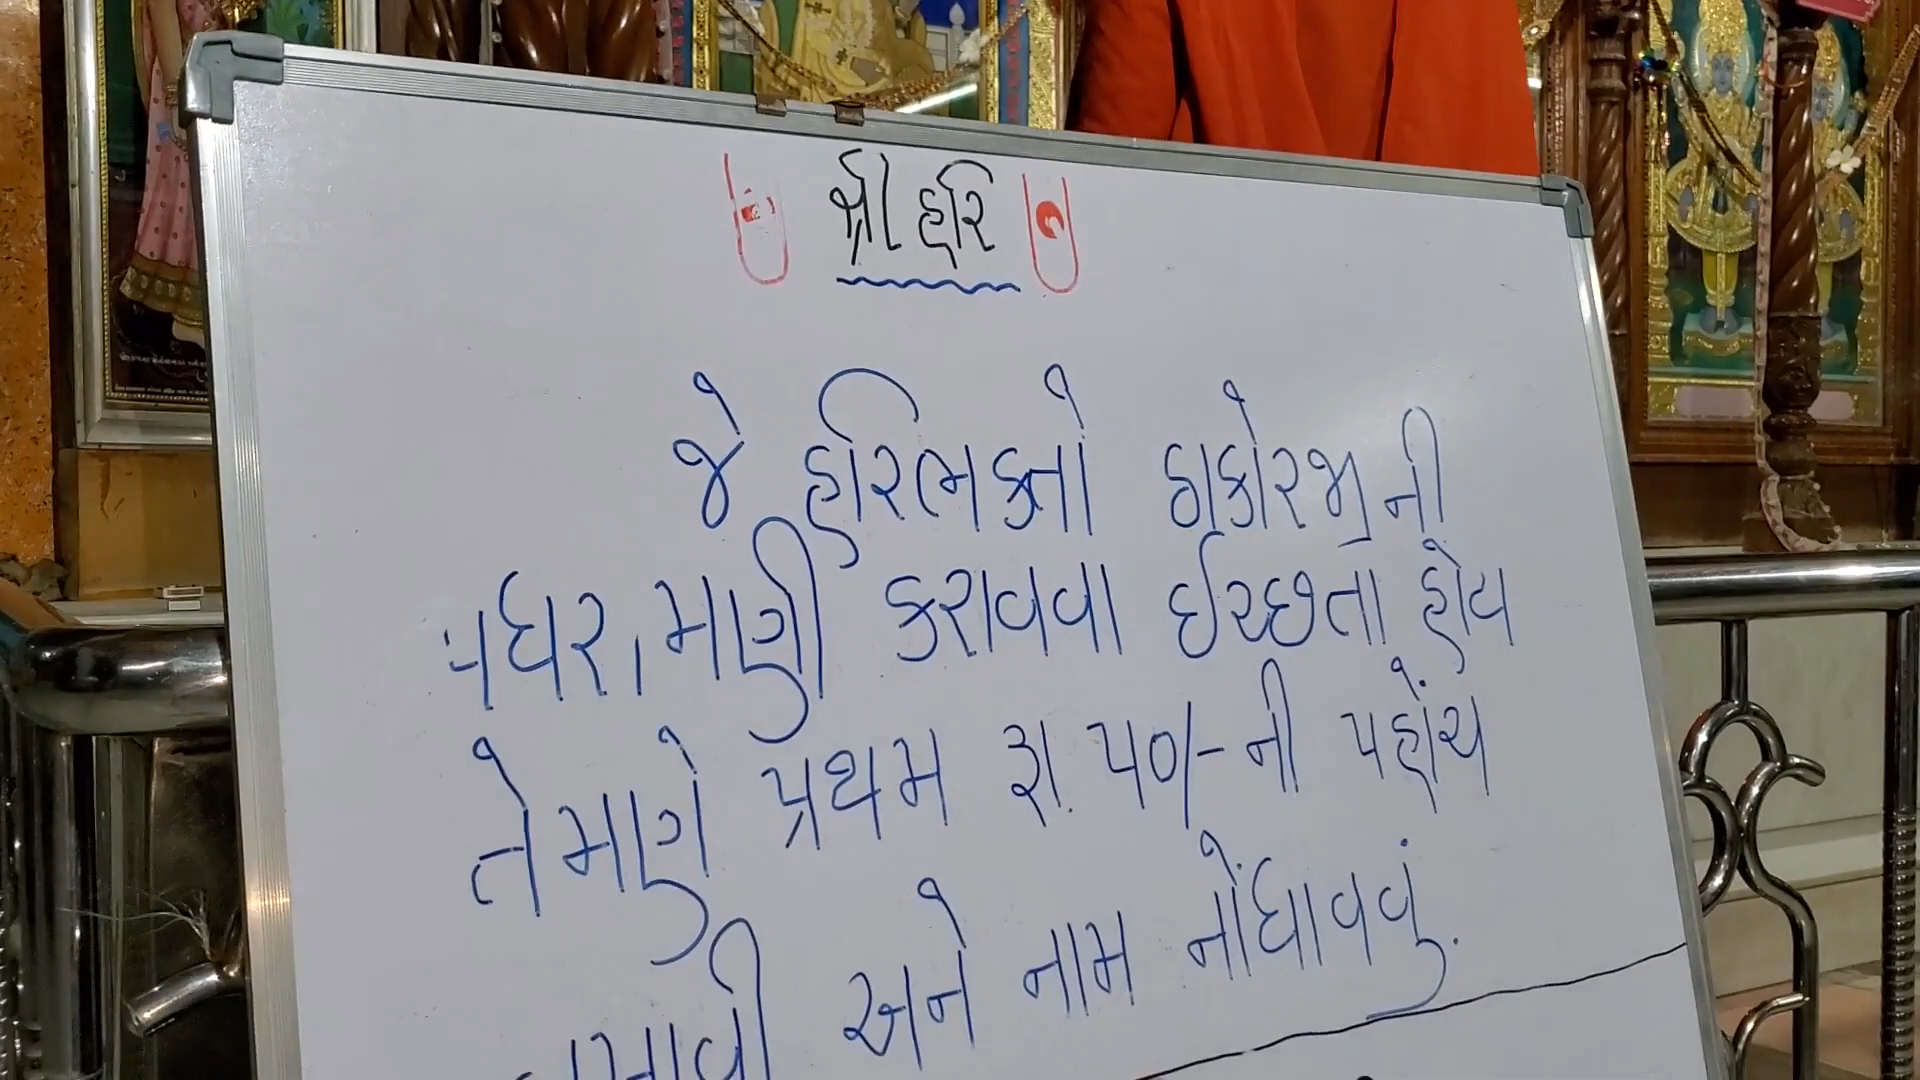 શ્રી હરિ
જે હરિભક્તો ઠાકોરજીની
પધરામણી કરાવવા ઈચ્છતા હોય
તેમણે પ્રથમ રૂા. ૫૦/- ની પહોંચ
અને નામ નોંધાવવું.